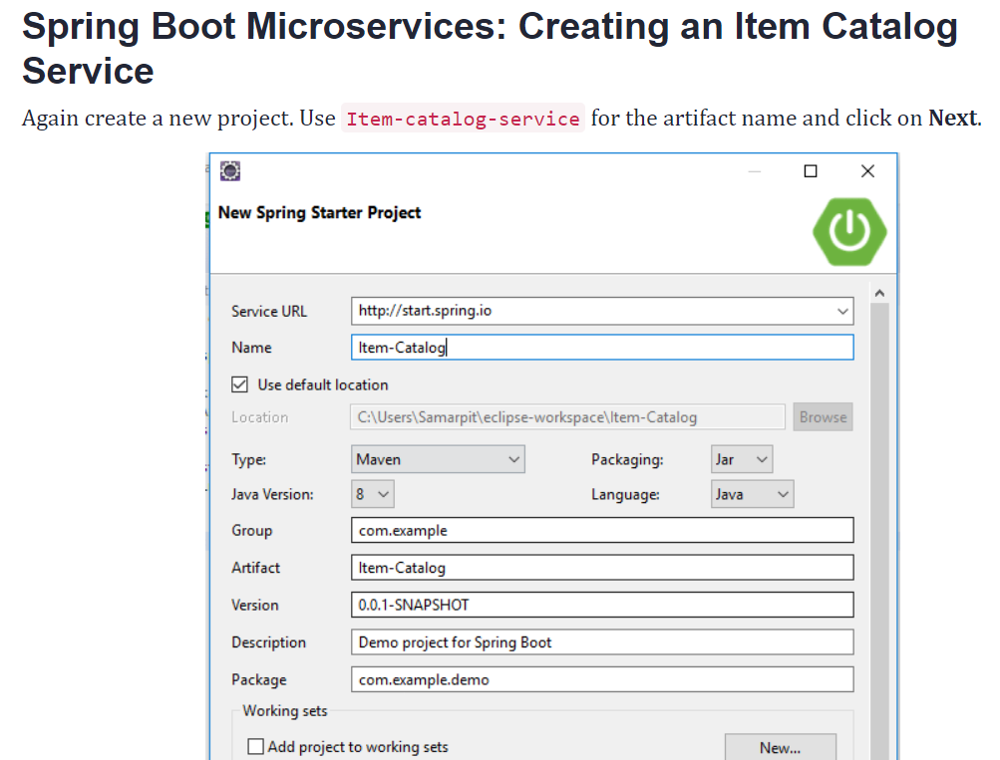 Spring Boot Microservices: Creating an Item Catalog
Service
Again create a new project. Use Item-catalog-service for the artifact name and click on Next.
New Spring Starter Project
Service URL http://start.spring.io
Name Item-Catalog
Use default location
Location C:\Users\Samarpit\eclipse-workspace\Item-Catalog Browse
Type: Maven Packaging: Jar
Java Version: 8 Language: Java
Group com.example
Artifact Item-Catalog
Version 0.0.1-SNAPSHOT
Description Demo project for Spring Boot
Package com.example.demo
Working sets
Add project to working sets New...